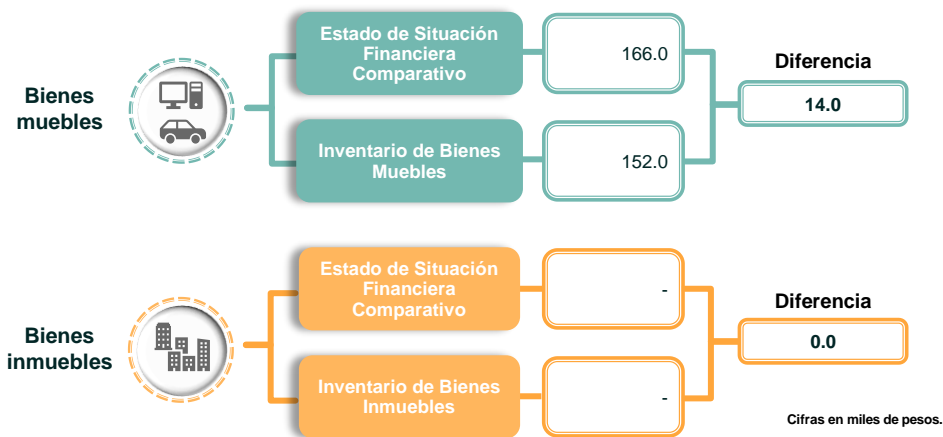 Bienes
muebles
Estado de Situación
Financiera
Comparativo
166.0
Inventario de Bienes
Muebles
152.0
Diferencia
14.0
Bienes
inmuebles
Estado de Situación
Financiera
Comparativo
-
Inventario de Bienes
Inmuebles
-
Diferencia
0.0
Cifras en miles de pesos.